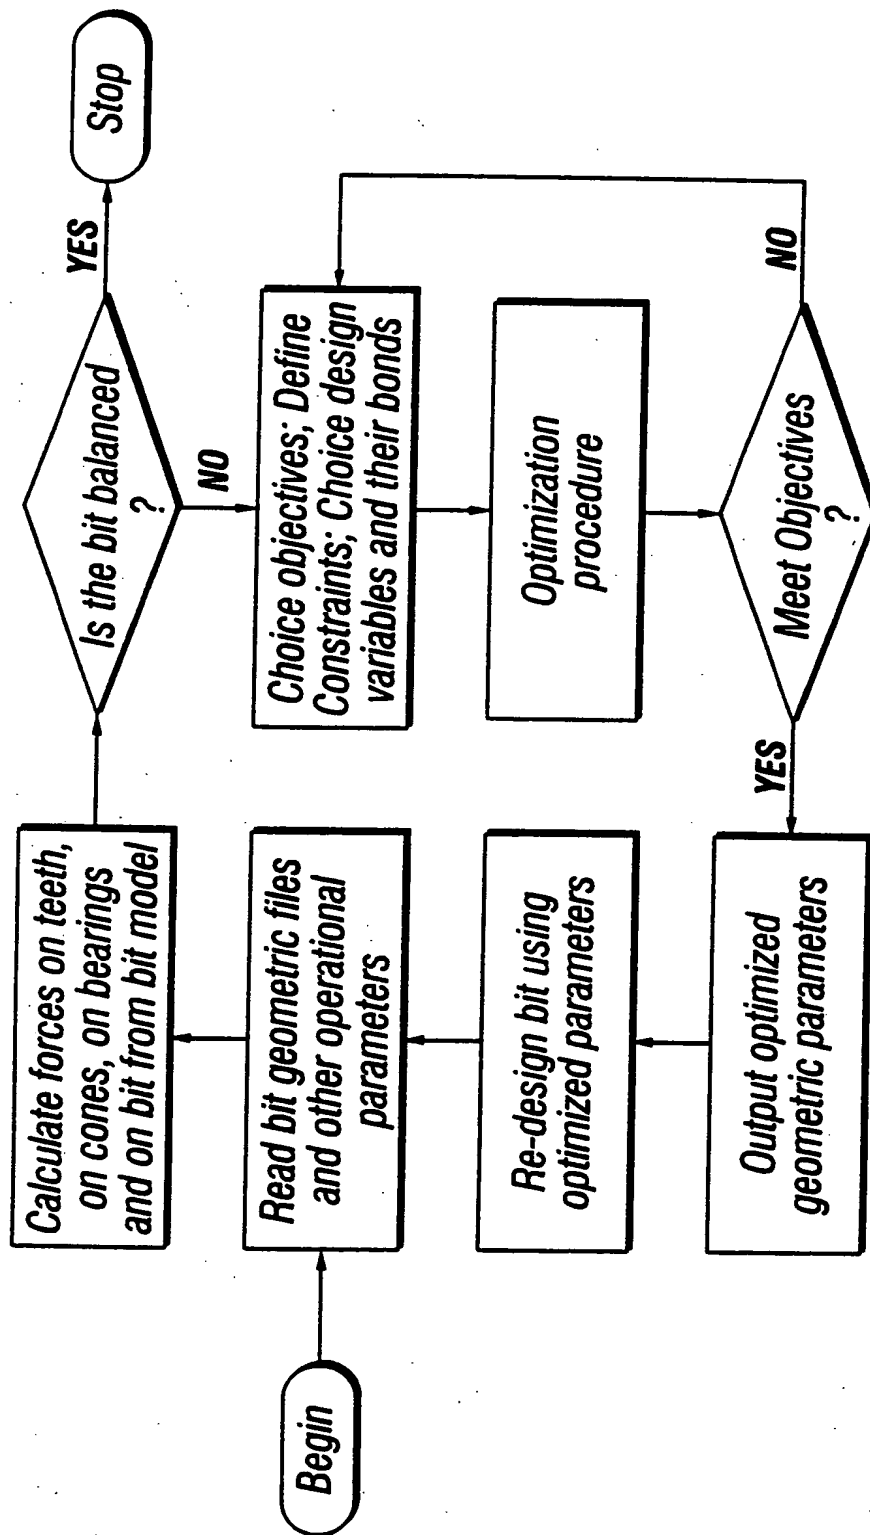 Begin
Read bit geometric files
and other operational
parameters
Calculate forces on teeth,
on cones, on bearings
and on bit from bit model
Is the bit balanced
?
YES
Stop
NO
Choice objectives; Define
Constraints; Choice design
variables and their bonds
Optimization
procedure
Meet Objectives
?
NO
YES
Output optimized
geometric parameters
Re-design bit using
optimized parameters